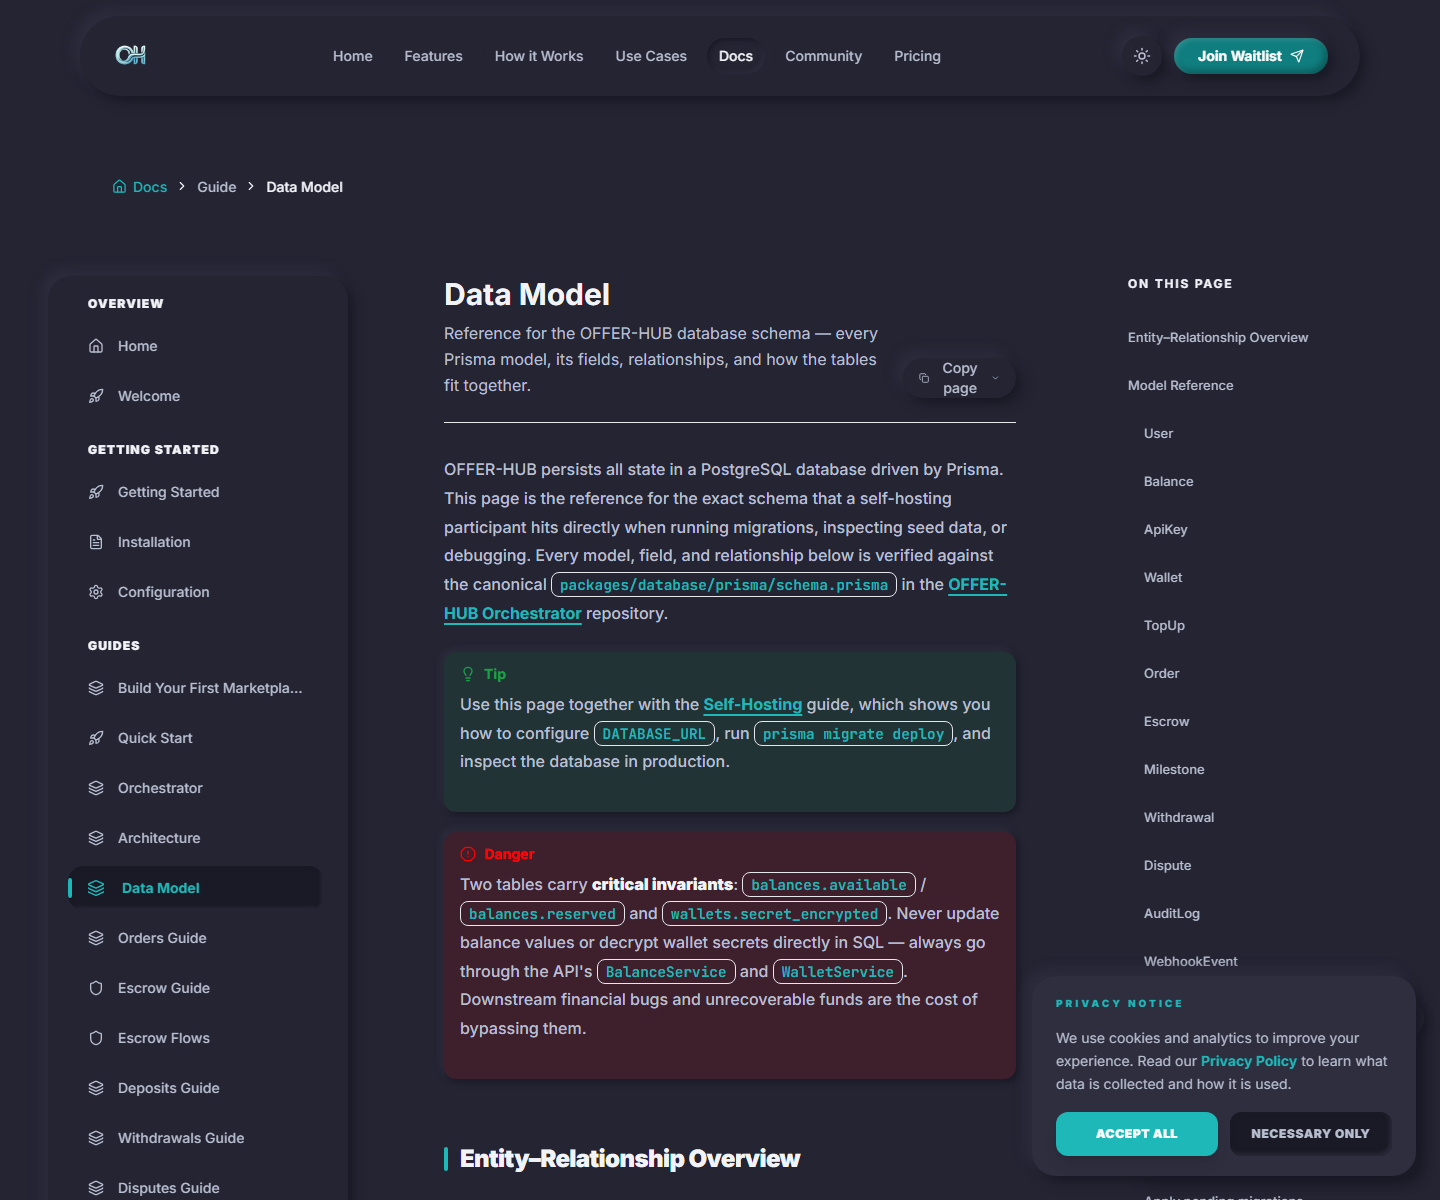 OH
Home
Features
How it Works
Use Cases
Docs
Community
Pricing
Join Waitlist
Docs
Guide
Data Model
OVERVIEW
Home
Welcome
GETTING STARTED
Getting Started
Installation
Configuration
GUIDES
Build Your First Marketpla...
Quick Start
Orchestrator
Architecture
Data Model
Orders Guide
Escrow Guide
Escrow Flows
Deposits Guide
Withdrawals Guide
Disputes Guide
Data Model
Reference for the OFFER-HUB database schema — every
Prisma model, its fields, relationships, and how the tables
fit together.
Copy
page
OFFER-HUB persists all state in a PostgreSQL database driven by Prisma.
This page is the reference for the exact schema that a self-hosting
participant hits directly when running migrations, inspecting seed data, or
debugging. Every model, field, and relationship below is verified against
the canonical packages/database/prisma/schema.prisma in the OFFER-
HUB Orchestrator repository.
Tip
Use this page together with the Self-Hosting guide, which shows you
how to configure DATABASE_URL, run prisma migrate deploy, and
inspect the database in production.
Danger
Two tables carry critical invariants: balances.available /
balances.reserved and wallets.secret_encrypted. Never update
balance values or decrypt wallet secrets directly in SQL — always go
through the API's BalanceService and WalletService.
Downstream financial bugs and unrecoverable funds are the cost of
bypassing them.
Entity–Relationship Overview
ON THIS PAGE
Entity–Relationship Overview
Model Reference
User
Balance
ApiKey
Wallet
TopUp
Order
Escrow
Milestone
Withdrawal
Dispute
AuditLog
WebhookEvent
PRIVACY NOTICE
We use cookies and analytics to improve your
experience. Read our Privacy Policy to learn what
data is collected and how it is used.
ACCEPT ALL
NECESSARY ONLY
Apply pending migrations